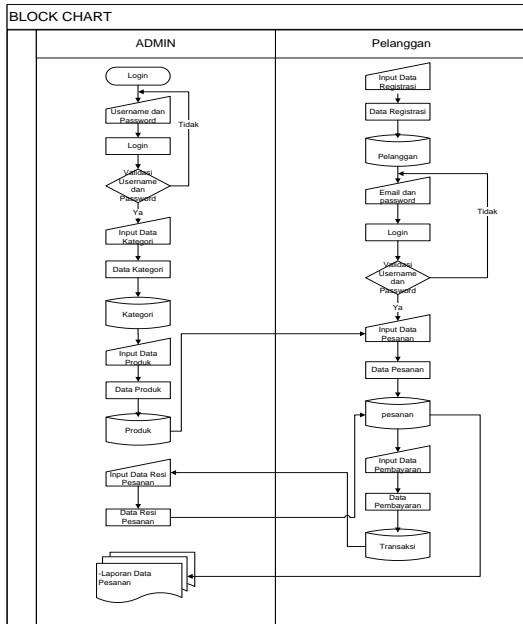 BLOCK CHART
ADMIN
Pelanggan
Login
Username dan
Password
Tidak
Login
Validasi
Username
dan
Password
Ya
Input Data
Kategori
Data Kategori
Kategori
Input Data
Produk
Data Produk
Produk
Input Data Resi
Pesanan
Data Resi
Pesanan
-Laporan Data
Pesanan
Input Data
Registrasi
Data Registrasi
Pelanggan
Email dan
password
Tidak
Login
Validasi
Username
dan
Password
Ya
Input Data
Pesanan
Data Pesanan
pesanan
Input Data
Pembayaran
Data
Pembayaran
Transaksi